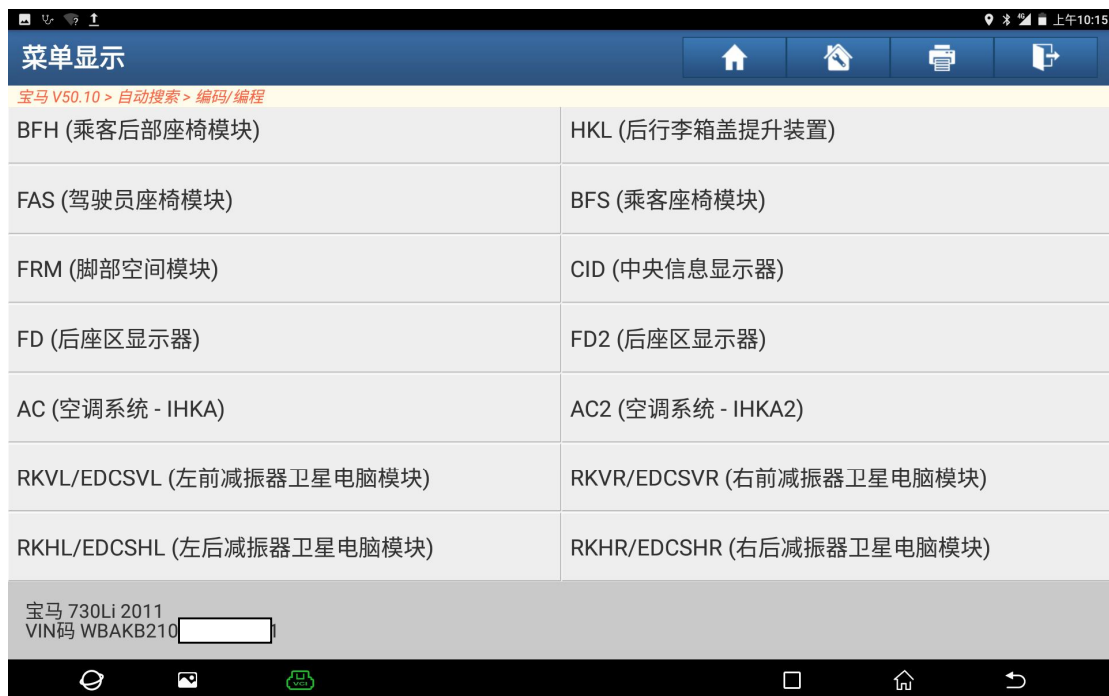 4G 上午10:15
菜单显示
宝马 V50.10 > 自动搜索 > 编码/编程
BFH (乘客后部座椅模块)
HKL (后行李箱盖提升装置)
FAS (驾驶员座椅模块)
BFS (乘客座椅模块)
FRM (脚部空间模块)
CID (中央信息显示器)
FD (后座区显示器)
FD2 (后座区显示器)
AC (空调系统 - IHKA)
AC2 (空调系统 - IHKA2)
RKVL/EDCSVL (左前减振器卫星电脑模块)
RKVR/EDCSVR (右前减振器卫星电脑模块)
RKHL/EDCSHL (左后减振器卫星电脑模块)
RKHR/EDCSHR (右后减振器卫星电脑模块)
宝马 730Li 2011
VIN码 WBAKB210 1
VCI